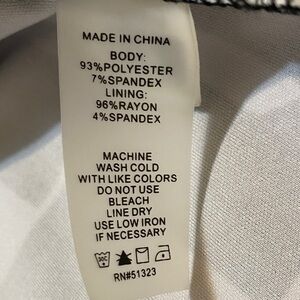 MADE IN CHINA
BODY:
93%POLYESTER
7%SPANDEX
LINING:
96%RAYON
4%SPANDEX
MACHINE
WASH COLD
WITH LIKE COLORS
DO NOT USE
BLEACH
LINE DRY
USE LOW IRON
IF NECESSARY
RN#51323